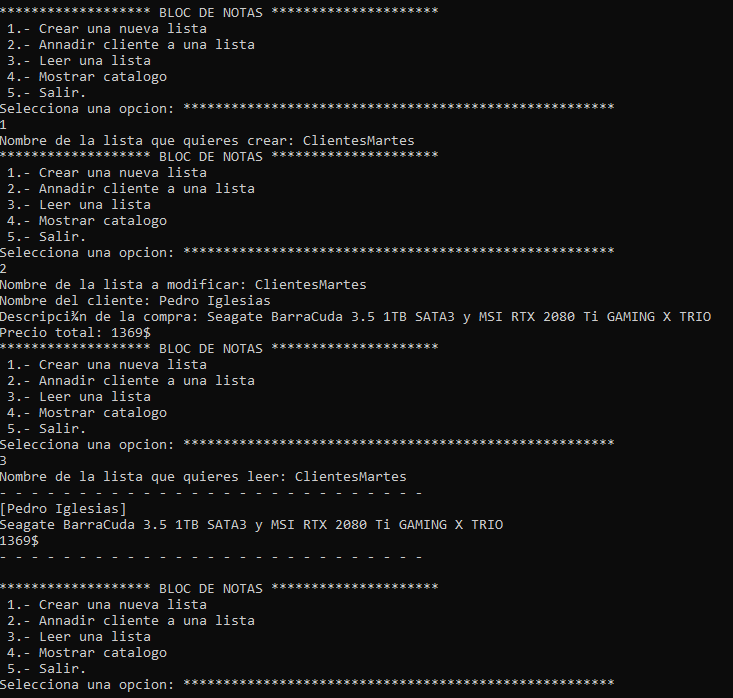 ******************* BLOC DE NOTAS *********************
1.- Crear una nueva lista
2.- Annadir cliente a una lista
3.- Leer una lista
4.- Mostrar catalogo
5.- Salir.
Selecciona una opcion: ******************************************************
1
Nombre de la lista que quieres crear: ClientesMartes
******************* BLOC DE NOTAS *********************
1.- Crear una nueva lista
2.- Annadir cliente a una lista
3.- Leer una lista
4.- Mostrar catalogo
5.- Salir.
Selecciona una opcion: ******************************************************
2
Nombre de la lista a modificar: ClientesMartes
Nombre del cliente: Pedro Iglesias
Descripci¾n de la compra: Seagate BarraCuda 3.5 1TB SATA3 y MSI RTX 2080 Ti GAMING X TRIO
Precio total: 1369$
******************* BLOC DE NOTAS *********************
1.- Crear una nueva lista
2.- Annadir cliente a una lista
3.- Leer una lista
4.- Mostrar catalogo
5.- Salir.
Selecciona una opcion: ******************************************************
3
Nombre de la lista que quieres leer: ClientesMartes
- - - - - - - - - - - - - - - - - - - - - - - - - - -
[Pedro Iglesias]
Seagate BarraCuda 3.5 1TB SATA3 y MSI RTX 2080 Ti GAMING X TRIO
1369$
- - - - - - - - - - - - - - - - - - - - - - - - - - -
******************* BLOC DE NOTAS *********************
1.- Crear una nueva lista
2.- Annadir cliente a una lista
3.- Leer una lista
4.- Mostrar catalogo
5.- Salir.
Selecciona una opcion: ******************************************************